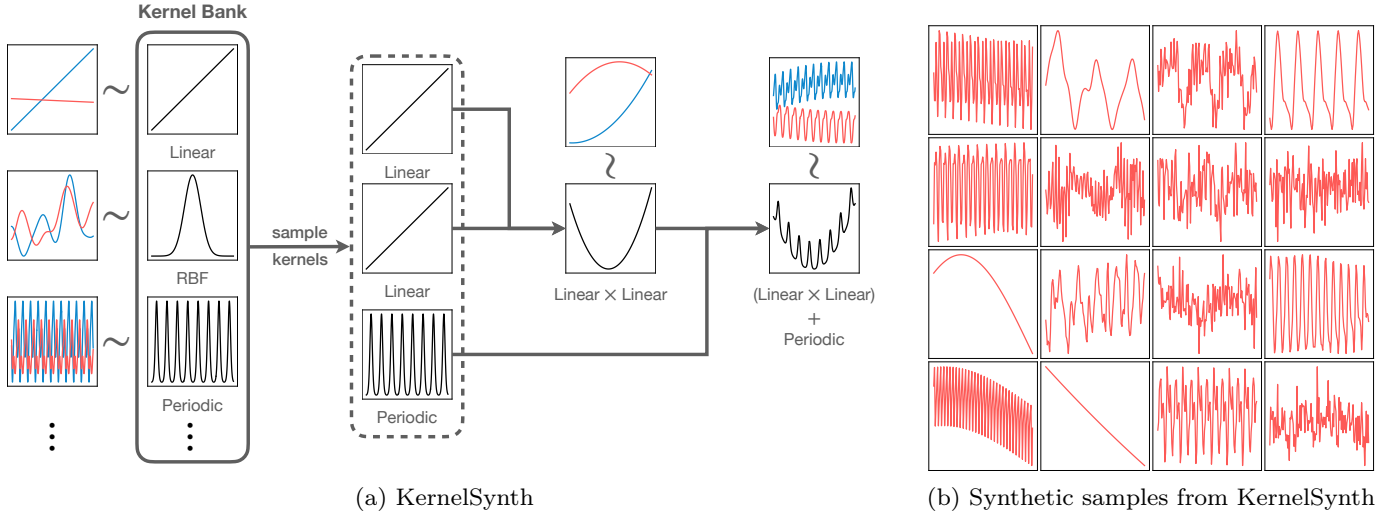 Kernel Bank
Linear
RBF
Periodic
sample
kernels
Linear
Linear
Periodic
Linear × Linear
(Linear × Linear)
+
Periodic
(a) KernelSynth
(b) Synthetic samples from KernelSynth